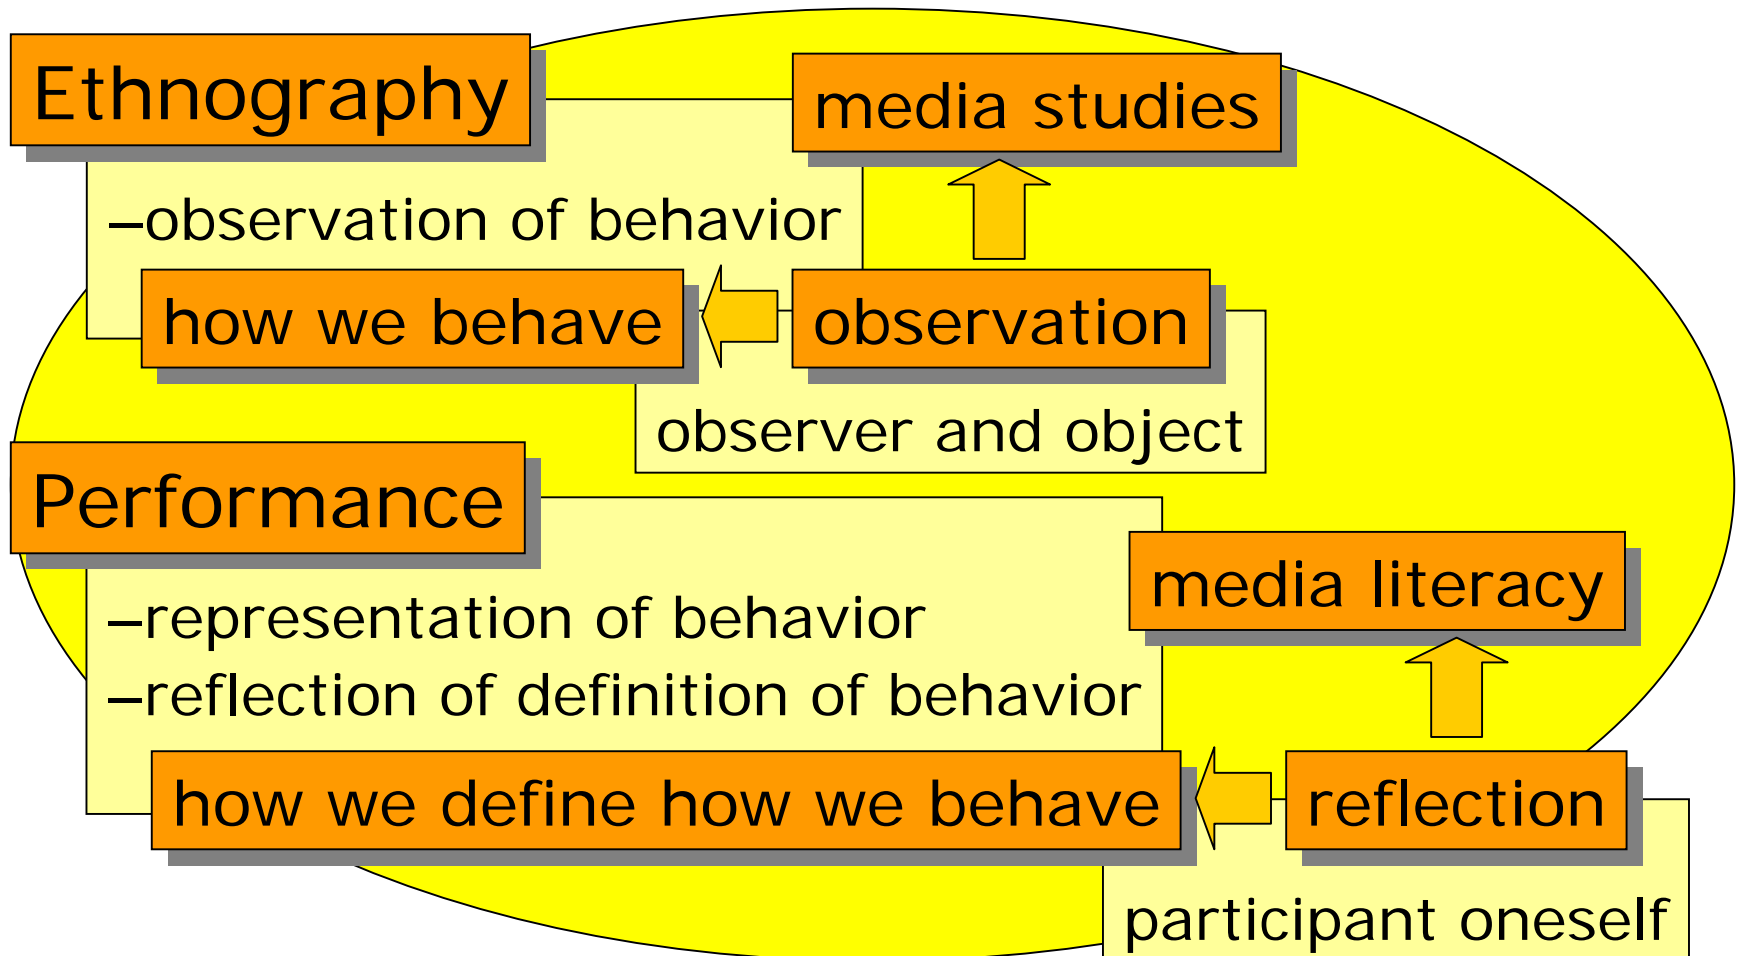 Ethnography
media studies
–observation of behavior
how we behave
observation
observer and object
Performance
media literacy
–representation of behavior
–reflection of definition of behavior
how we define how we behave
reflection
participant oneself